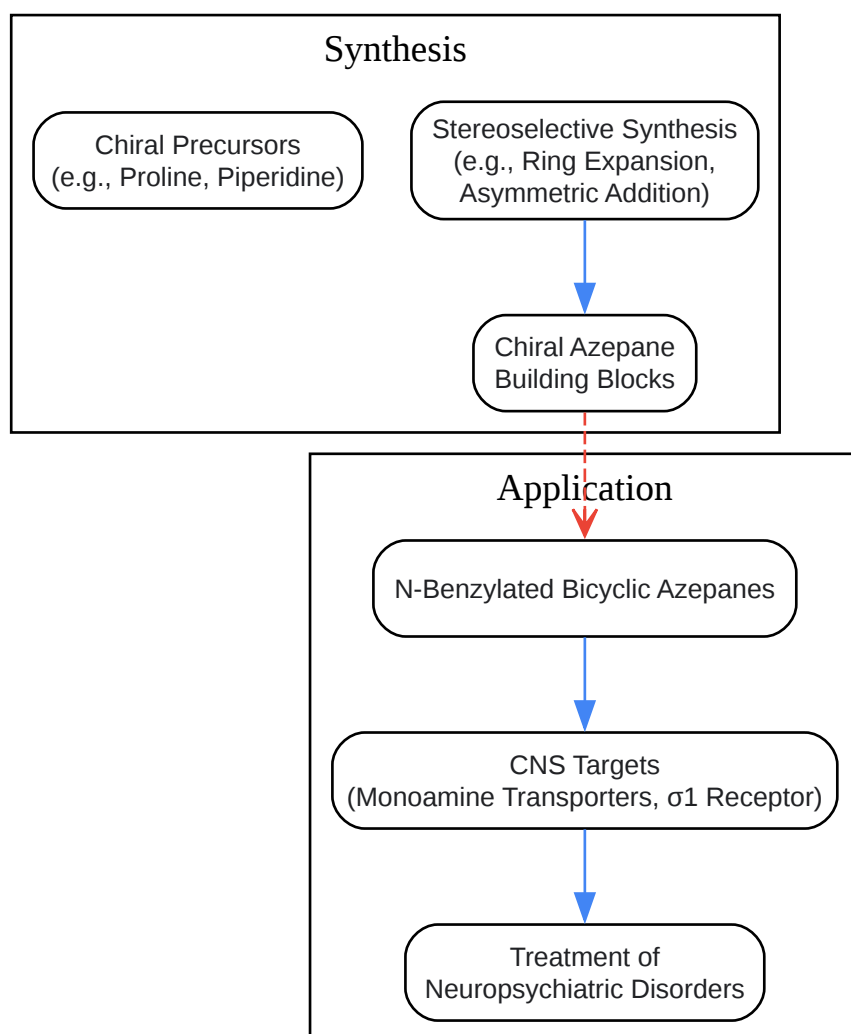 Synthesis
Chiral Precursors
(e.g., Proline, Piperidine)
Stereoselective Synthesis
(e.g., Ring Expansion,
Asymmetric Addition)
Chiral Azepane
Building Blocks
Application
N-Benzylated Bicyclic Azepanes
CNS Targets
(Monoamine Transporters, σ1 Receptor)
Treatment of
Neuropsychiatric Disorders